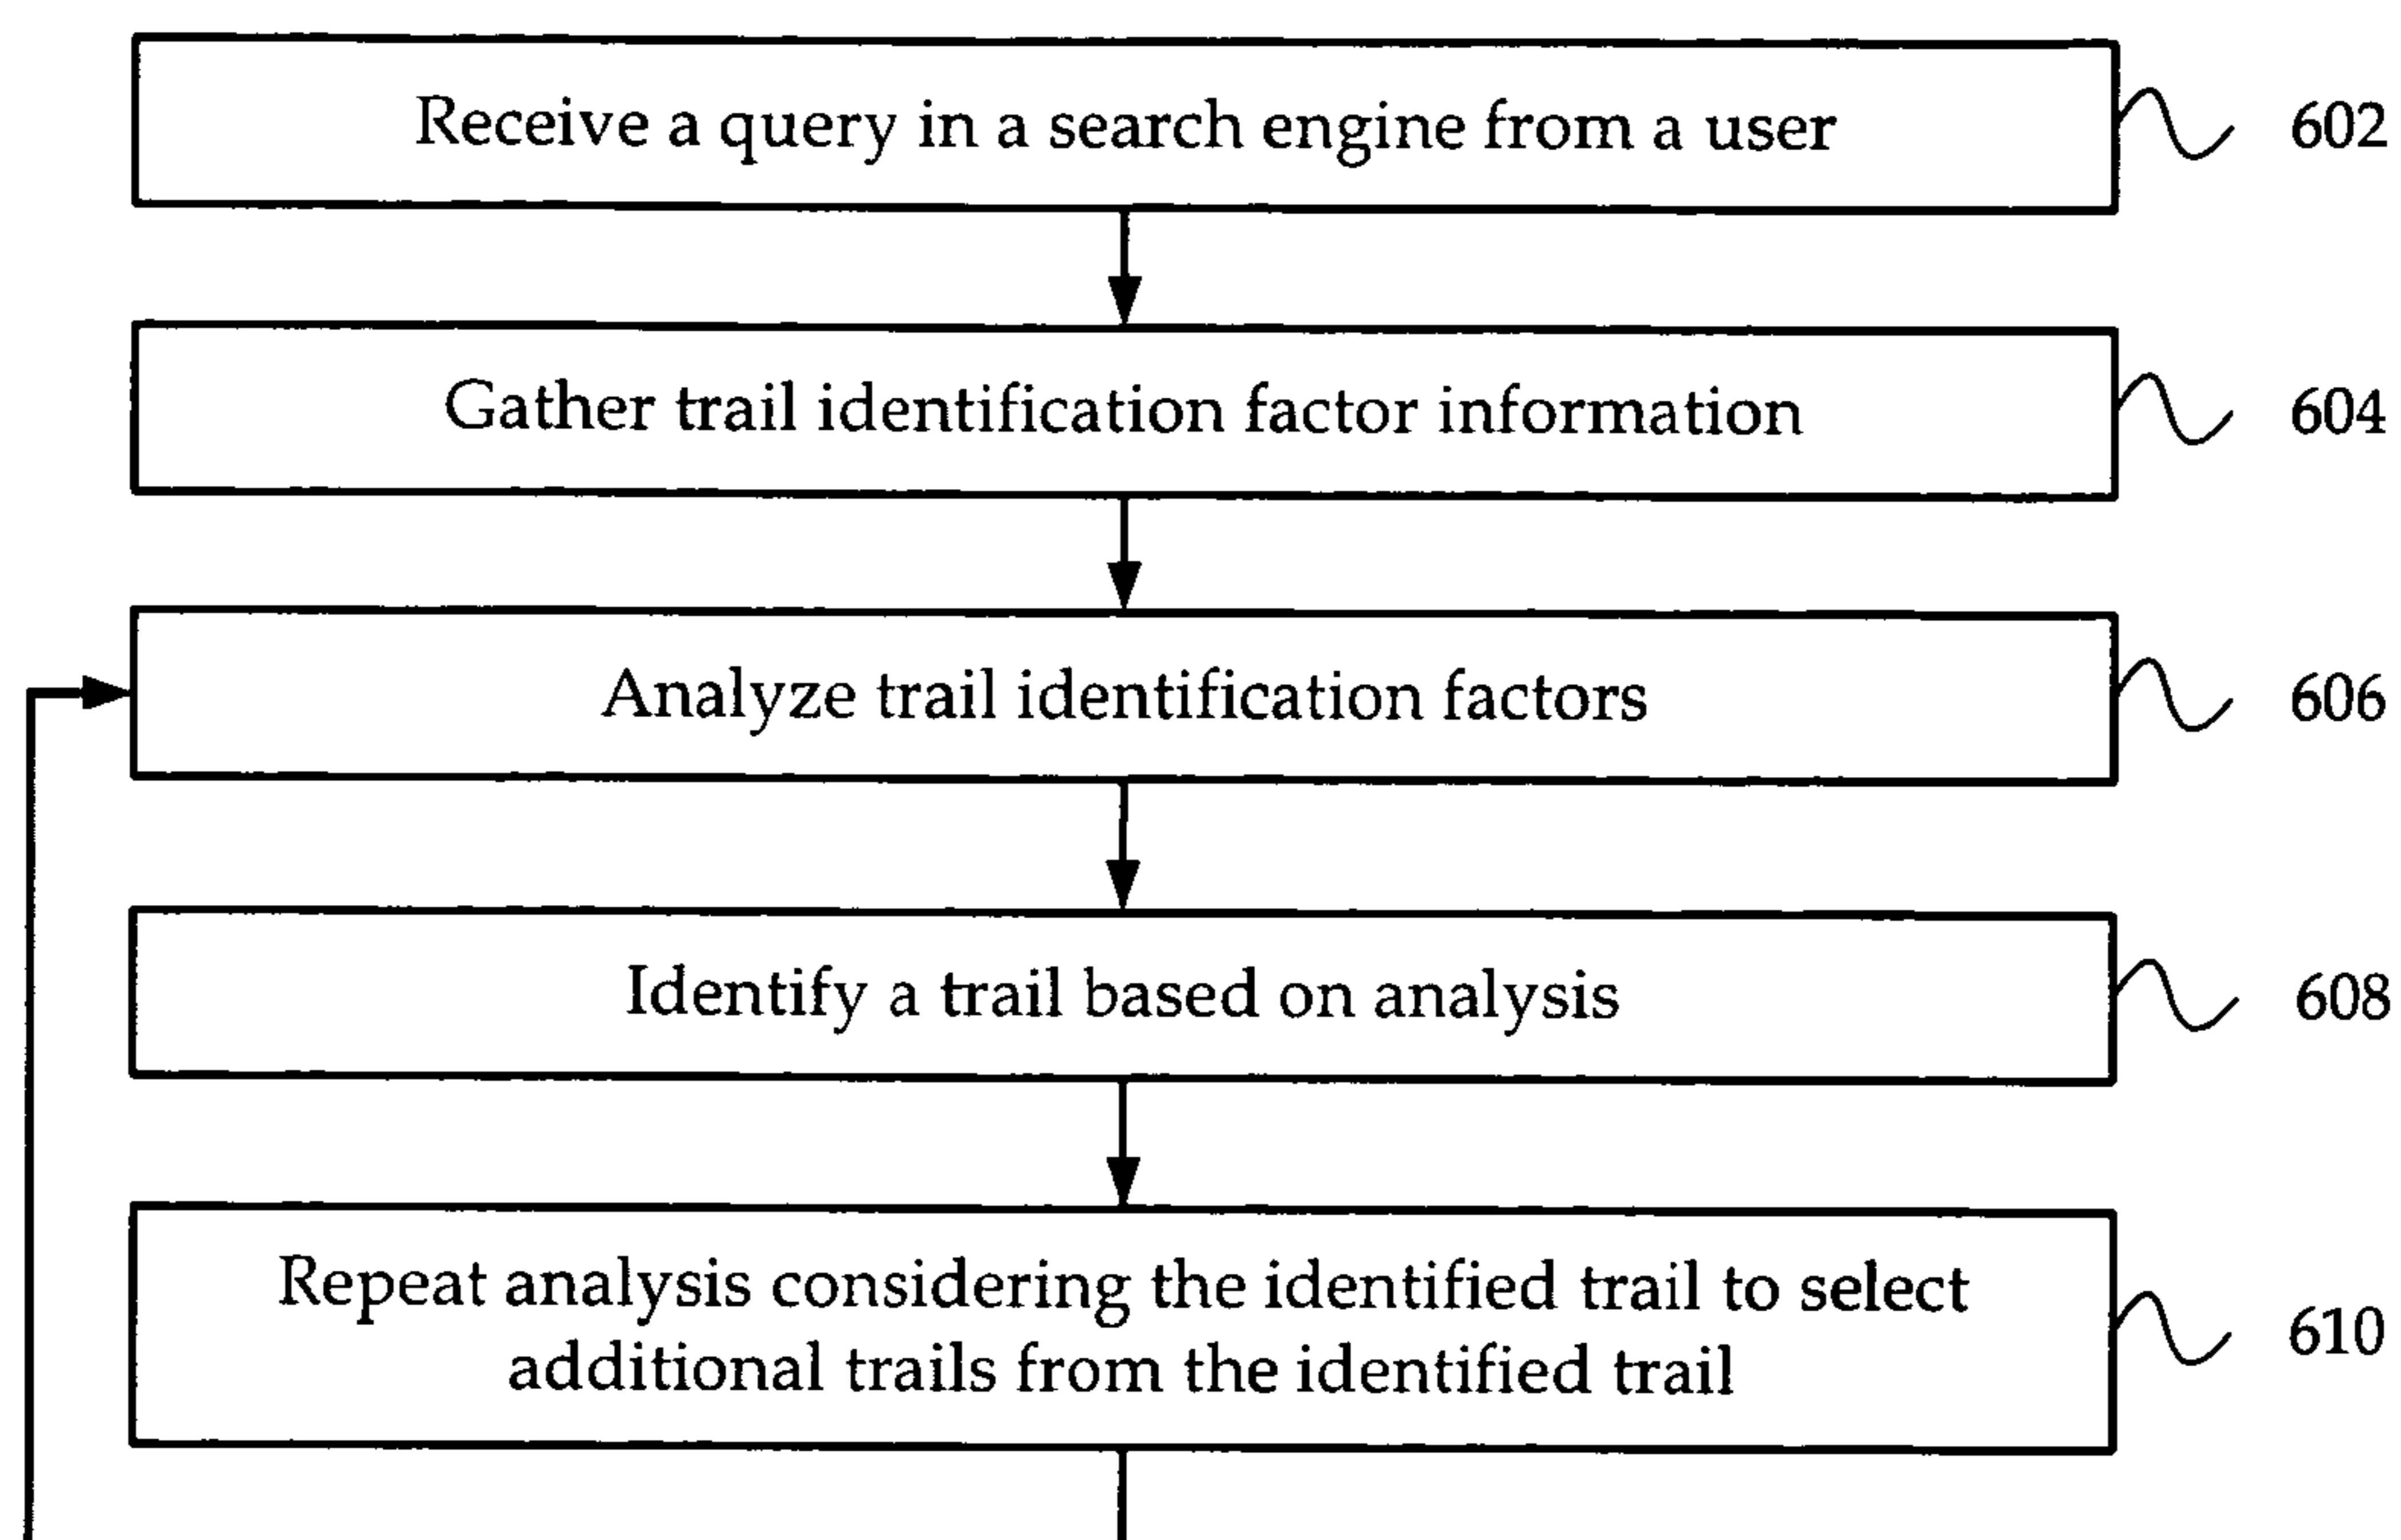 Receive a query in a search engine from a user
602
Gather trail identification factor information
604
Analyze trail identification factors
606
Identify a trail based on analysis
608
Repeat analysis considering the identified trail to select
additional trails from the identified trail
610